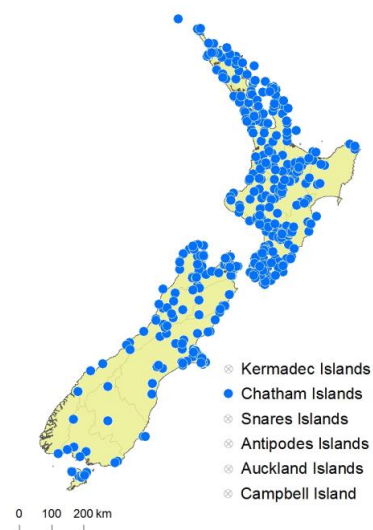 Kermadec Islands
Chatham Islands
Snares Islands
Antipodes Islands
Auckland Islands
Campbell Island
0 100 200 km